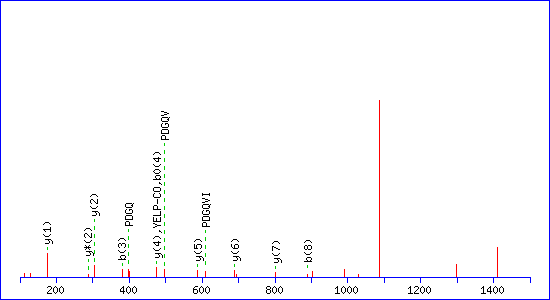 y(1)
y*(2)
y(2)
b(3)
PDGQ
y(4),YELP-CO,b0(4)
PDGQV
y(5)
PDGQVI
y(6)
y(7)
b(8)
200 400 600 800 1000 1200 1400